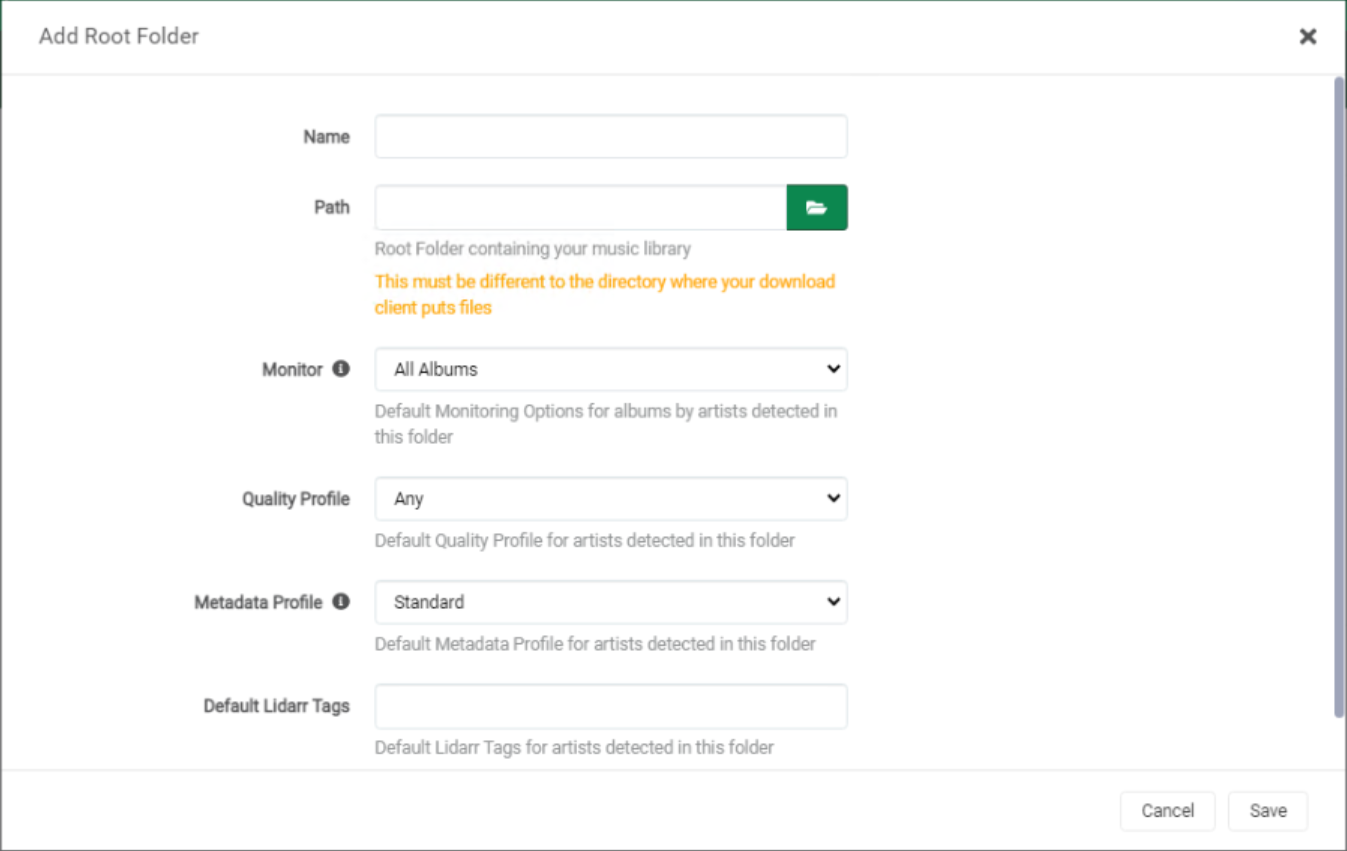 Add Root Folder
Name
Path
Root Folder containing your music library
This must be different to the directory where your download
client puts files
Monitor
All Albums
Default Monitoring Options for albums by artists detected in
this folder
Quality Profile
Any
Default Quality Profile for artists detected in this folder
Metadata Profile
Standard
Default Metadata Profile for artists detected in this folder
Default Lidarr Tags
Default Lidarr Tags for artists detected in this folder
Cancel
Save